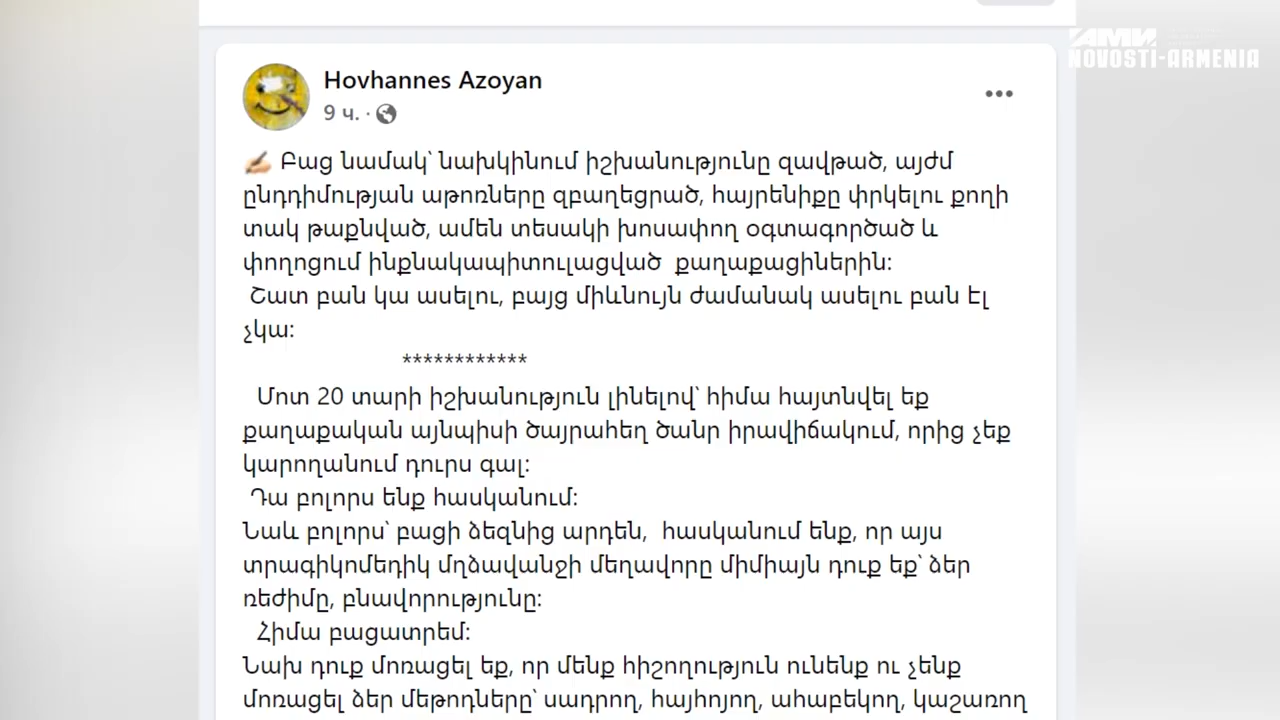 АМИ
NOVOSTI-ARMENIA
Hovhannes Azoyan
9 ч. ·
✍🏻 Բաց նամակ՝ նախկինում իշխանությունը զավթած, այժմ
ընդդիմության աթոռները զբաղեցրած, հայրենիքը փրկելու քողի
տակ թաքնված, ամեն տեսակի խոսափող օգտագործած և
փողոցում ինքնակապիտուլացված քաղաքացիներին:
Շատ բան կա ասելու, բայց միևնույն ժամանակ ասելու բան էլ
չկա:
************
Մոտ 20 տարի իշխանություն լինելով՝ հիմա հայտնվել եք
քաղաքական այնպիսի ծայրահեղ ծանր իրավիճակում, որից չեք
կարողանում դուրս գալ:
Դա բոլորս ենք հասկանում:
Նաև բոլորս՝ բացի ձեզնից արդեն, հասկանում ենք, որ այս
տրագիկոմեդիկ մղձավանջի մեղավորը միմիայն դուք եք՝ ձեր
ռեժիմը, բնավորությունը:
Հիմա բացատրեմ:
Նախ դուք մոռացել եք, որ մենք հիշողություն ունենք ու չենք
մոռացել ձեր մեթոդները՝ սադրող, հայհոյող, ահաբեկող, կաշառող